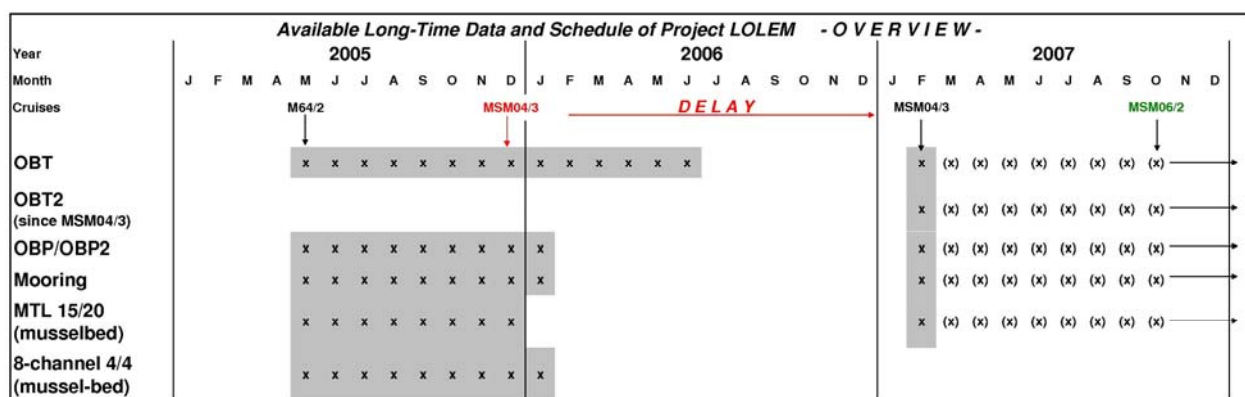 Available Long-Time Data and Schedule of Project LOLEM - O V E R V I E W -
Year 2005 2006 2007
Month J F M A M J J A S O N D J F M A M J J A S O N D J F M A M J J A S O N D
Cruises M64/2 MSM04/3 DELAY MSM04/3 MSM06/2
OBT x x x x x x x x x x x x x x x (x) (x) (x) (x) (x) (x) (x) (x)
OBT2
(since MSM04/3) x (x) (x) (x) (x) (x) (x) (x) (x)
OBP/OBP2 x x x x x x x x x x (x) (x) (x) (x) (x) (x) (x) (x)
Mooring x x x x x x x x x x (x) (x) (x) (x) (x) (x) (x) (x)
MTL 15/20
(musselbed) x x x x x x x x x (x) (x) (x) (x) (x) (x) (x) (x)
8-channel 4/4
(mussel-bed) x x x x x x x x x